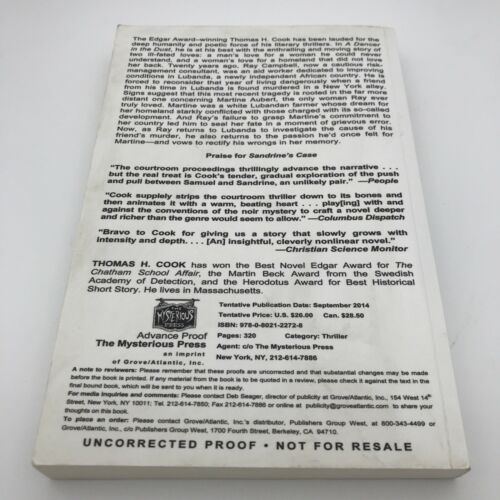 The Edgar Award–winning Thomas H. Cook has been lauded for the
deep humanity and poetic force of his literary thrillers. In A Dancer
in the Dust, he is at his best with the enthralling and moving story of
two ill-fated loves: a man's love for a woman he could never
understand, and a woman's love for a homeland that did not love
her back. Twenty years ago, Ray Campbell, now a cautious risk-
management consultant, was an aid worker dedicated to improving
conditions in Lubanda, a newly independent African country. He is
forced to revisit that year of living dangerously when a friend
from his time in Lubanda is found murdered in a New York alley.
Signs suggest that this most recent tragedy is rooted in the far more
distant one concerning Martine Aubert, the only woman Ray ever
truly loved. Martine was a white Lubandan farmer whose dream for
her homeland starkly conflicted with those charged with its so-called
development. And Ray's failure to grasp Martine's commitment to
her country led him to seal her fate in a moment of grievous error.
Now, as Ray returns to Lubanda to investigate the cause of his
friend's murder, he also returns to the passion he'd once felt for
Martine—and vows to rectify his wrongs in her memory.
Praise for Sandrine's Case
"The courtroom proceedings thrillingly advance the narrative . . .
but the real treat is Cook's tender, gradual exploration of the push
and pull between Samuel and Sandrine, an unlikely pair." —People
"Cook supplely strips the courtroom thriller down to its bones and
then animates it with a warm, beating heart . . . play[ing] with and
against the conventions of the noir mystery to craft a novel deeper
and richer than the genre would seem to allow." —Columbus Dispatch
"Bravo to Cook for giving us a story that slowly grows with
intensity and depth. . . . [An] insightful, cleverly nonlinear novel."
—Christian Science Monitor
THOMAS H. COOK has won the Best Novel Edgar Award for The
Chatham School Affair, the Martin Beck Award from the Swedish
Academy of Detection, and the Herodotus Award for Best Historical
Short Story. He lives in Massachusetts.
THE
MYSTERIOUS
PRESS
Advance Proof
The Mysterious Press
an imprint
of Grove/Atlantic, Inc.
Tentative Publication Date: September 2014
Tentative Price: U.S. $26.00 Can. $28.50
ISBN: 978-0-8021-2272-8
Pages: 320 Category: Thriller
Agent: c/o The Mysterious Press
New York, NY, 212-614-7886
A note to reviewers: Please remember that these proofs are uncorrected and that substantial changes may be made
before the book is printed. If any material from the book is to be quoted in a review, please check it against the text in the
final bound book, which will be sent to you when it is ready.
For media inquiries and comments: Please contact Deb Seager, director of publicity at Grove/Atlantic, Inc., 154 West 14th
Street, New York, NY 10011; Tel. 212-614-7850; Fax 212-614-7886 or online at publicity@groveatlantic.com to share your
thoughts on this book.
To place an order: Please contact Grove/Atlantic, Inc.'s distributor, Publishers Group West, at 800-343-4499 or
Grove/Atlantic, Inc., c/o Publishers Group West, 1700 Fourth Street, Berkeley, CA 94710.
UNCORRECTED PROOF • NOT FOR RESALE